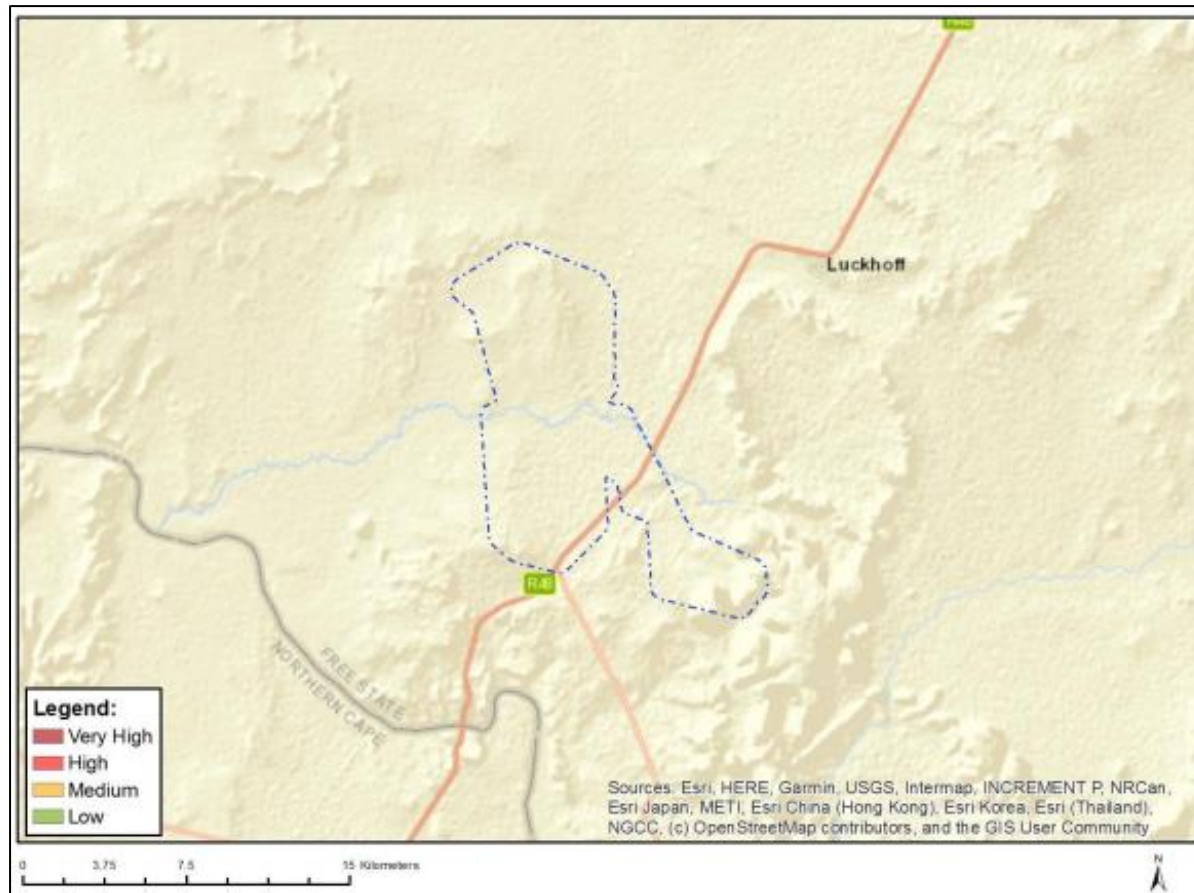 Luckhoff
R48
FREE STATE
NORTHERN CAPE
Legend:
Very High
High
Medium
Low
Sources: Esri, HERE, Garmin, USGS, Intermap, INCREMENT P, NRCan,
Esri Japan, METI, Esri China (Hong Kong), Esri Korea, Esri (Thailand),
NGCC, (c) OpenStreetMap contributors, and the GIS User Community
0 3.75 7.5 15 Kilometers
N